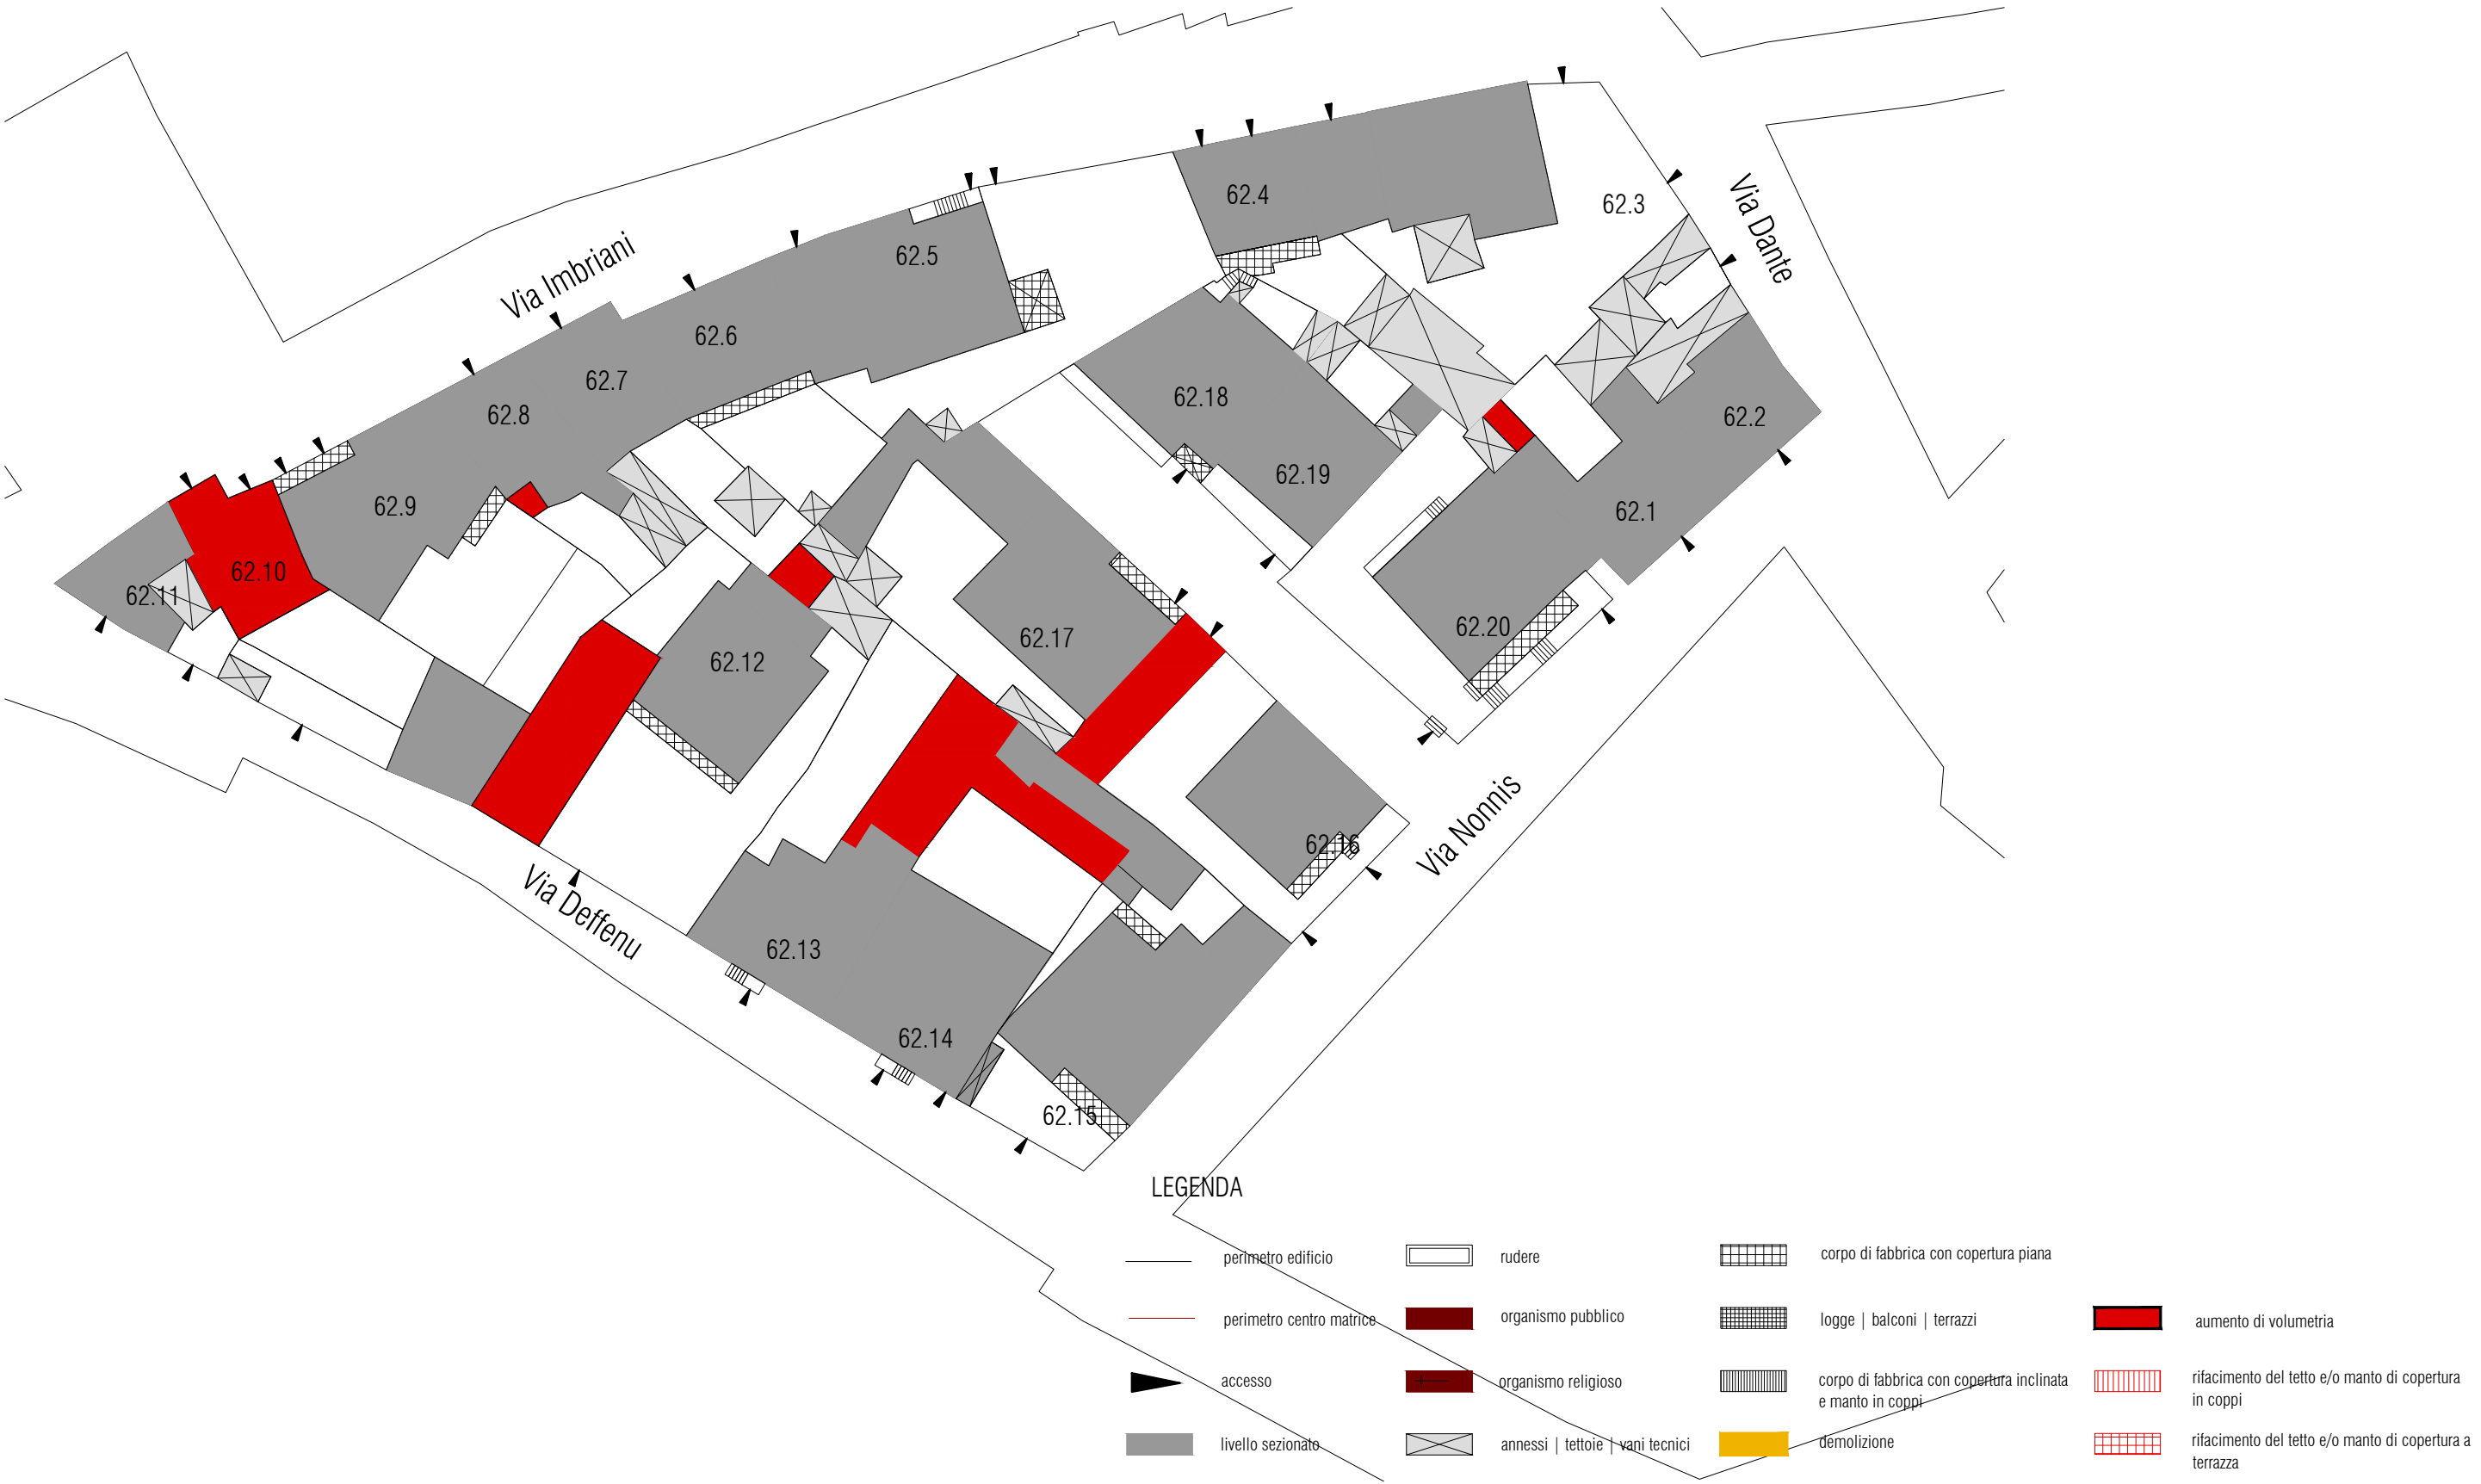 Via Imbriani
Via Dante
62.4
62.3
62.5
62.6
62.7
62.8
62.18
62.2
62.9
62.19
62.1
62.10
62.11
62.17
62.20
62.12
Via Nonnis
62.16
Via Deffenu
62.13
62.14
62.15
LEGENDA
perimetro edificio
perimetro centro matrice
accesso
livello sezionato
rudere
organismo pubblico
organismo religioso
annessi | tettoie | vani tecnici
corpo di fabbrica con copertura piana
logge | balconi | terrazzi
corpo di fabbrica con copertura inclinata
e manto in coppi
demolizione
aumento di volumetria
rifacimento del tetto e/o manto di copertura
in coppi
rifacimento del tetto e/o manto di copertura a
terrazza